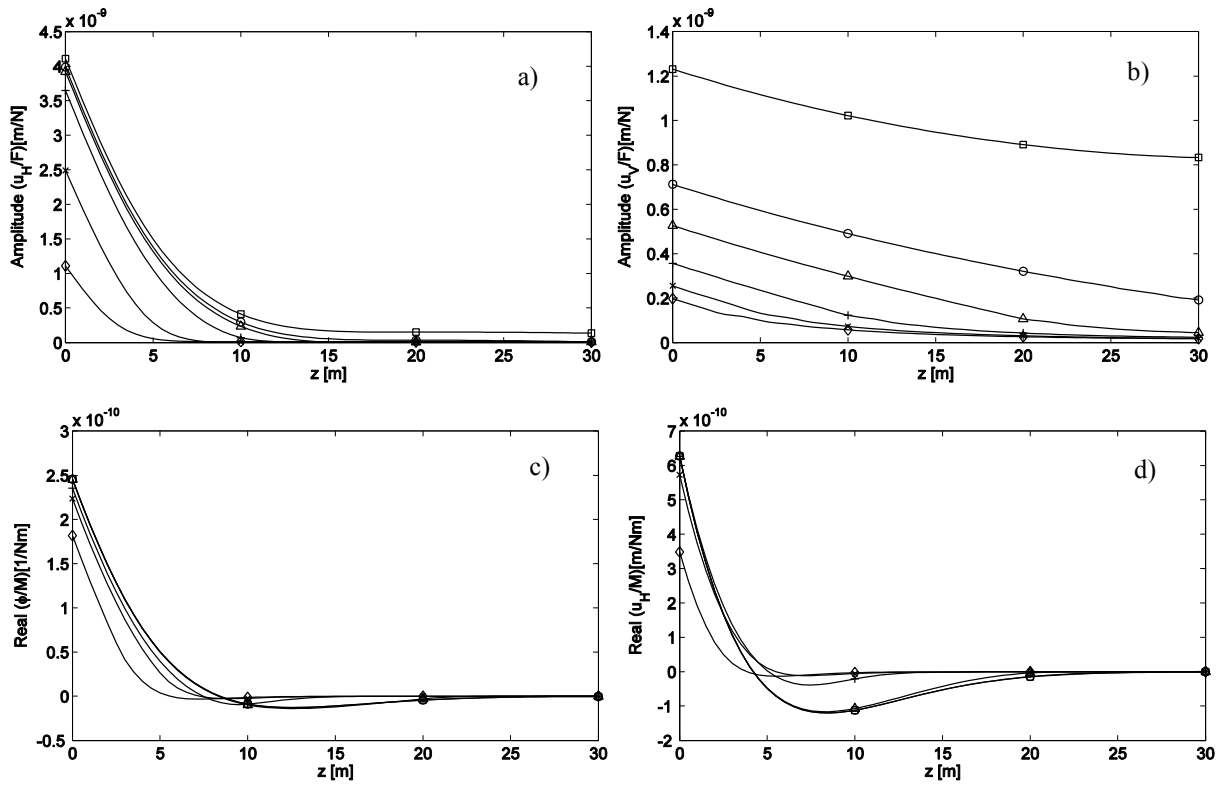 x 10⁻⁹
4.5
4
3.5
3
2.5
2
1.5
1
0.5
0
0 5 10 15 20 25 30
z [m]
Amplitude (u_H/F)[m/N]
a)
x 10⁻⁹
1.4
1.2
1
0.8
0.6
0.4
0.2
0
0 5 10 15 20 25 30
z [m]
Amplitude (u_V/F)[m/N]
b)
x 10⁻¹⁰
3
2.5
2
1.5
1
0.5
0
-0.5
0 5 10 15 20 25 30
z [m]
Real (ϕ/M)[1/Nm]
c)
x 10⁻¹⁰
7
6
5
4
3
2
1
0
-1
-2
0 5 10 15 20 25 30
z [m]
Real (u_H/M)[m/Nm]
d)